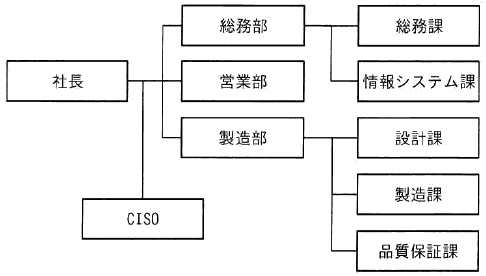 社長
CISO
総務部
営業部
製造部
総務課
情報システム課
設計課
製造課
品質保証課